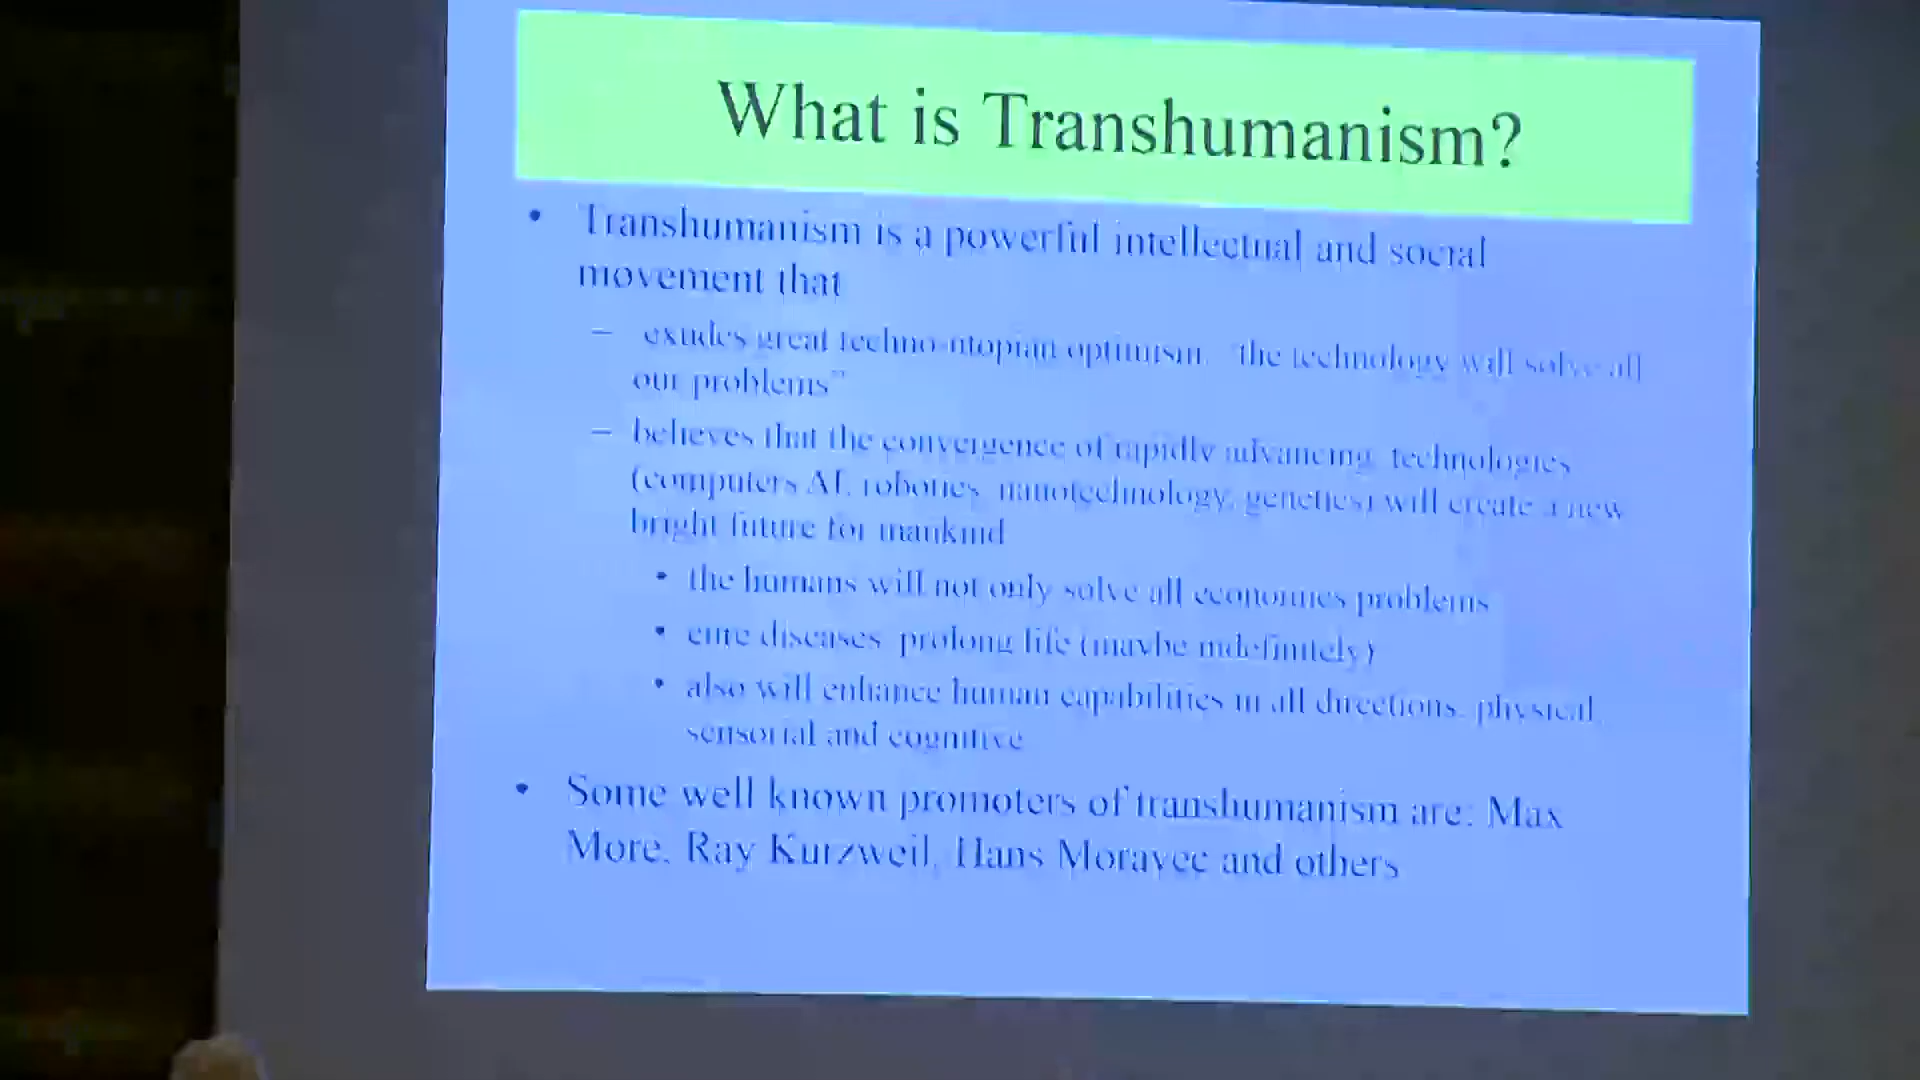 What is Transhumanism?
• Transhumanism is a powerful intellectual and social
movement that
– exudes great techno-utopian optimism "the technology will solve all
our problems"
– believes that the convergence of rapidly advancing technologies
(computers AI, robotics, nanotechnology, genetics) will create a new
bright future for mankind
• the humans will not only solve all economics problems
• cure diseases prolong life (maybe indefinitely)
• also will enhance human capabilities in all directions, physical,
sensorial and cognitive
• Some well known promoters of transhumanism are: Max
More, Ray Kurzweil, Hans Moravec and others